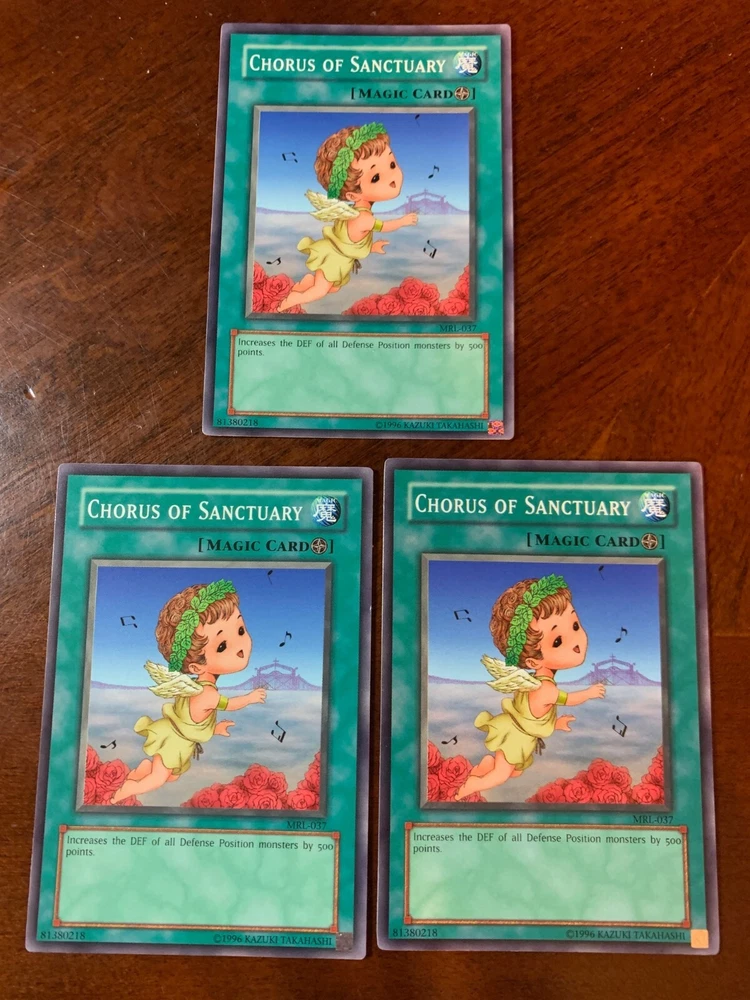 CHORUS OF SANCTUARY
MAGIC
魔
[MAGIC CARD]
MRL-037
Increases the DEF of all Defense Position monsters by 500
points.
81380218
©1996 KAZUKI TAKAHASHI
CHORUS OF SANCTUARY
MAGIC
魔
[MAGIC CARD]
MRL-037
Increases the DEF of all Defense Position monsters by 500
points.
81380218
©1996 KAZUKI TAKAHASHI
CHORUS OF SANCTUARY
MAGIC
魔
[MAGIC CARD]
MRL-037
Increases the DEF of all Defense Position monsters by 500
points.
81380218
©1996 KAZUKI TAKAHASHI